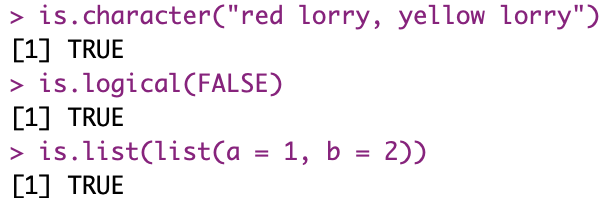 > is.character("red lorry, yellow lorry")
[1] TRUE
> is.logical(FALSE)
[1] TRUE
> is.list(list(a = 1, b = 2))
[1] TRUE